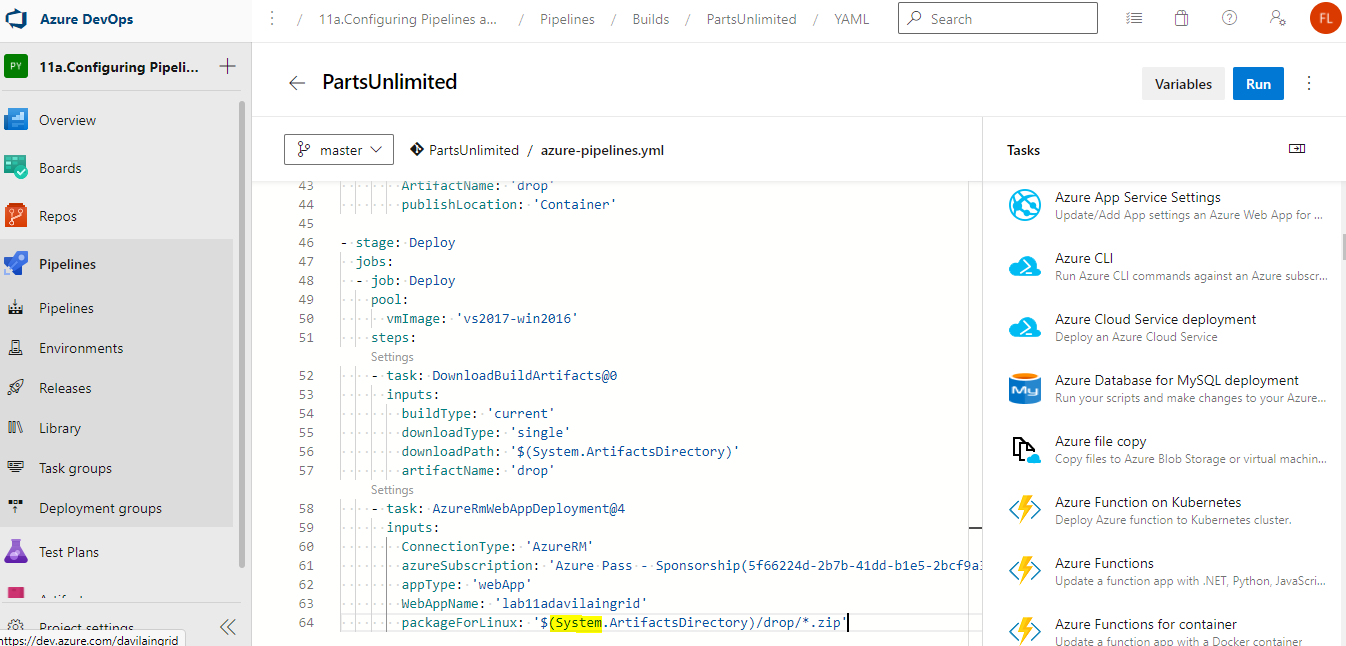 Azure DevOps
/ 11a.Configuring Pipelines a... / Pipelines / Builds / PartsUnlimited / YAML
Search
FL
PY 11a.Configuring Pipeli...
Overview
Boards
Repos
Pipelines
Pipelines
Environments
Releases
Library
Task groups
Deployment groups
Test Plans
Project settings
https://dev.azure.com/davilaingrid
PartsUnlimited
Variables
Run
master
PartsUnlimited / azure-pipelines.yml
43 ArtifactName: 'drop'
44 publishLocation: 'Container'
45
46 - stage: Deploy
47 jobs:
48 - job: Deploy
49 pool:
50 vmImage: 'vs2017-win2016'
51 steps:
Settings
52 - task: DownloadBuildArtifacts@0
53 inputs:
54 buildType: 'current'
55 downloadType: 'single'
56 downloadPath: '$(System.ArtifactsDirectory)'
57 artifactName: 'drop'
Settings
58 - task: AzureRmWebAppDeployment@4
59 inputs:
60 ConnectionType: 'AzureRM'
61 azureSubscription: 'Azure Pass - Sponsorship(5f66224d-2b7b-41dd-b1e5-2bcf9a
62 appType: 'webApp'
63 WebAppName: 'lab11adavilaingrid'
64 packageForLinux: '$(System.ArtifactsDirectory)/drop/*.zip'
Tasks
Azure App Service Settings
Update/Add App settings an Azure Web App for ...
Azure CLI
Run Azure CLI commands against an Azure subscr...
Azure Cloud Service deployment
Deploy an Azure Cloud Service
My
Azure Database for MySQL deployment
Run your scripts and make changes to your Azure...
Azure file copy
Copy files to Azure Blob Storage or virtual machin...
Azure Function on Kubernetes
Deploy Azure function to Kubernetes cluster.
Azure Functions
Update a function app with .NET, Python, JavaScri...
Azure Functions for container
Update a function app with a Docker container